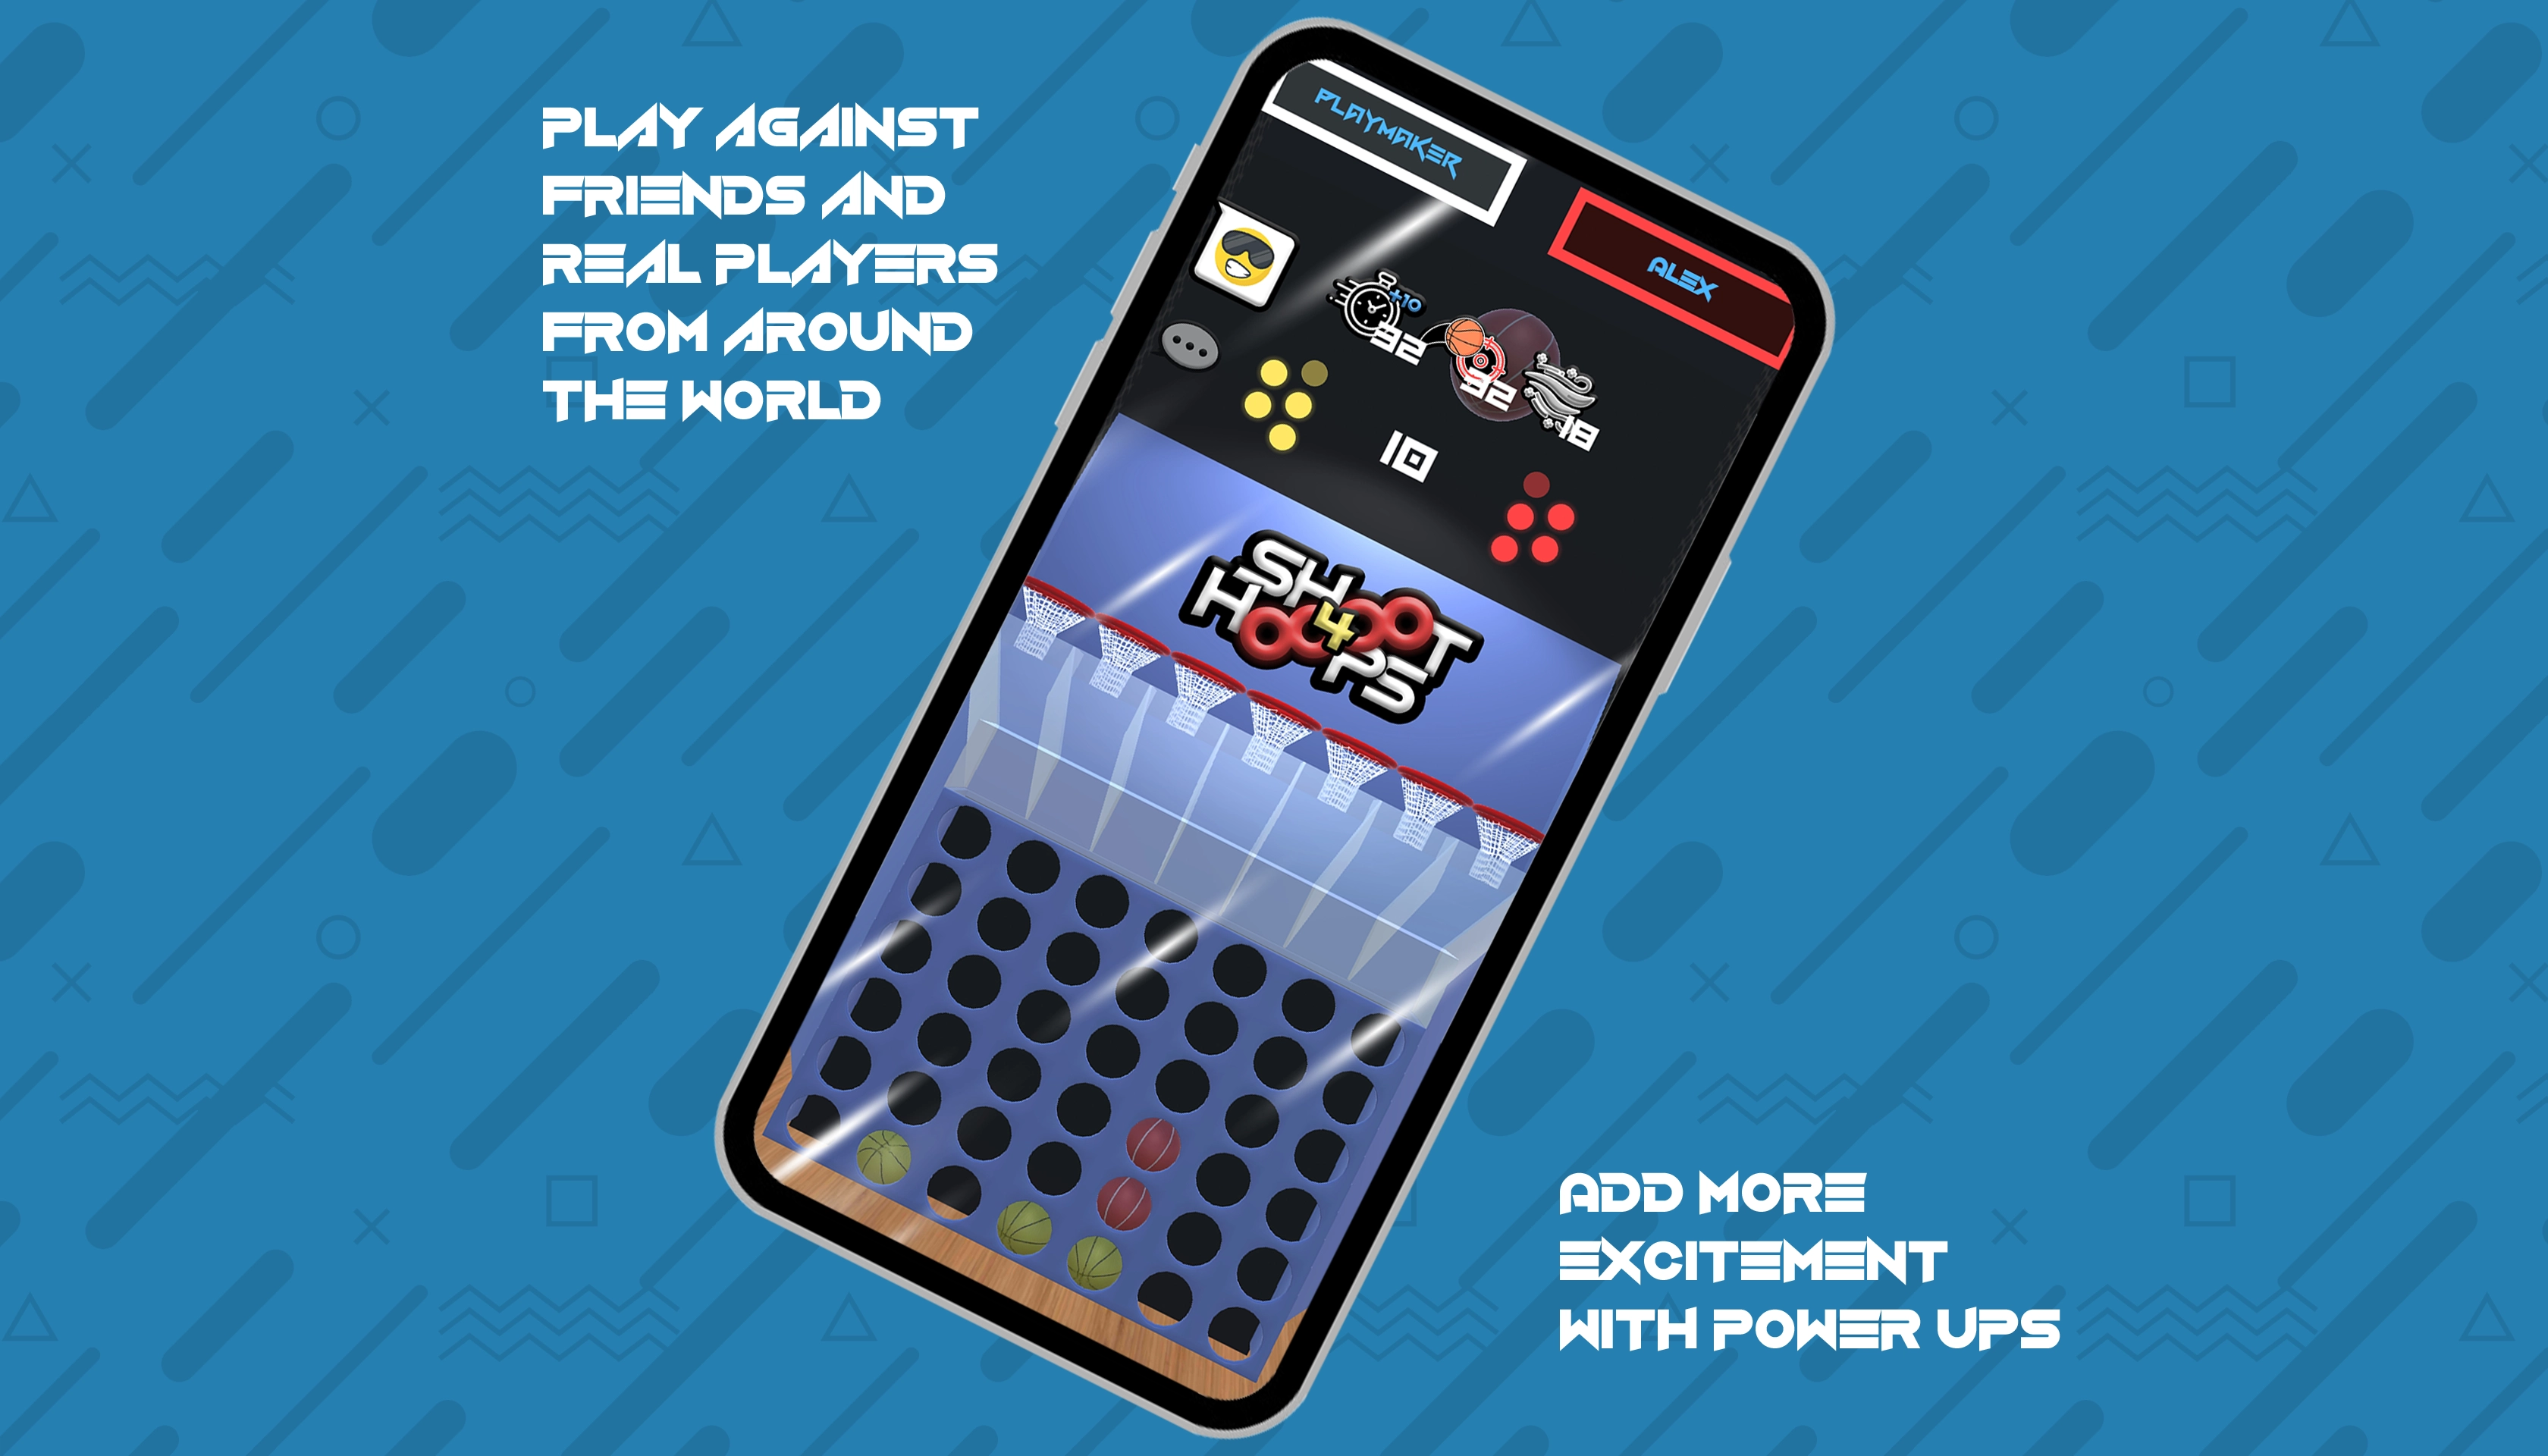 PLAY AGAINST
FRIENDS AND
REAL PLAYERS
FROM AROUND
THE WORLD
PLAYMAKER
ALEX
+10
92
92
18
10
SHOOT
4
HOOPS
ADD MORE
EXCITEMENT
WITH POWER UPS